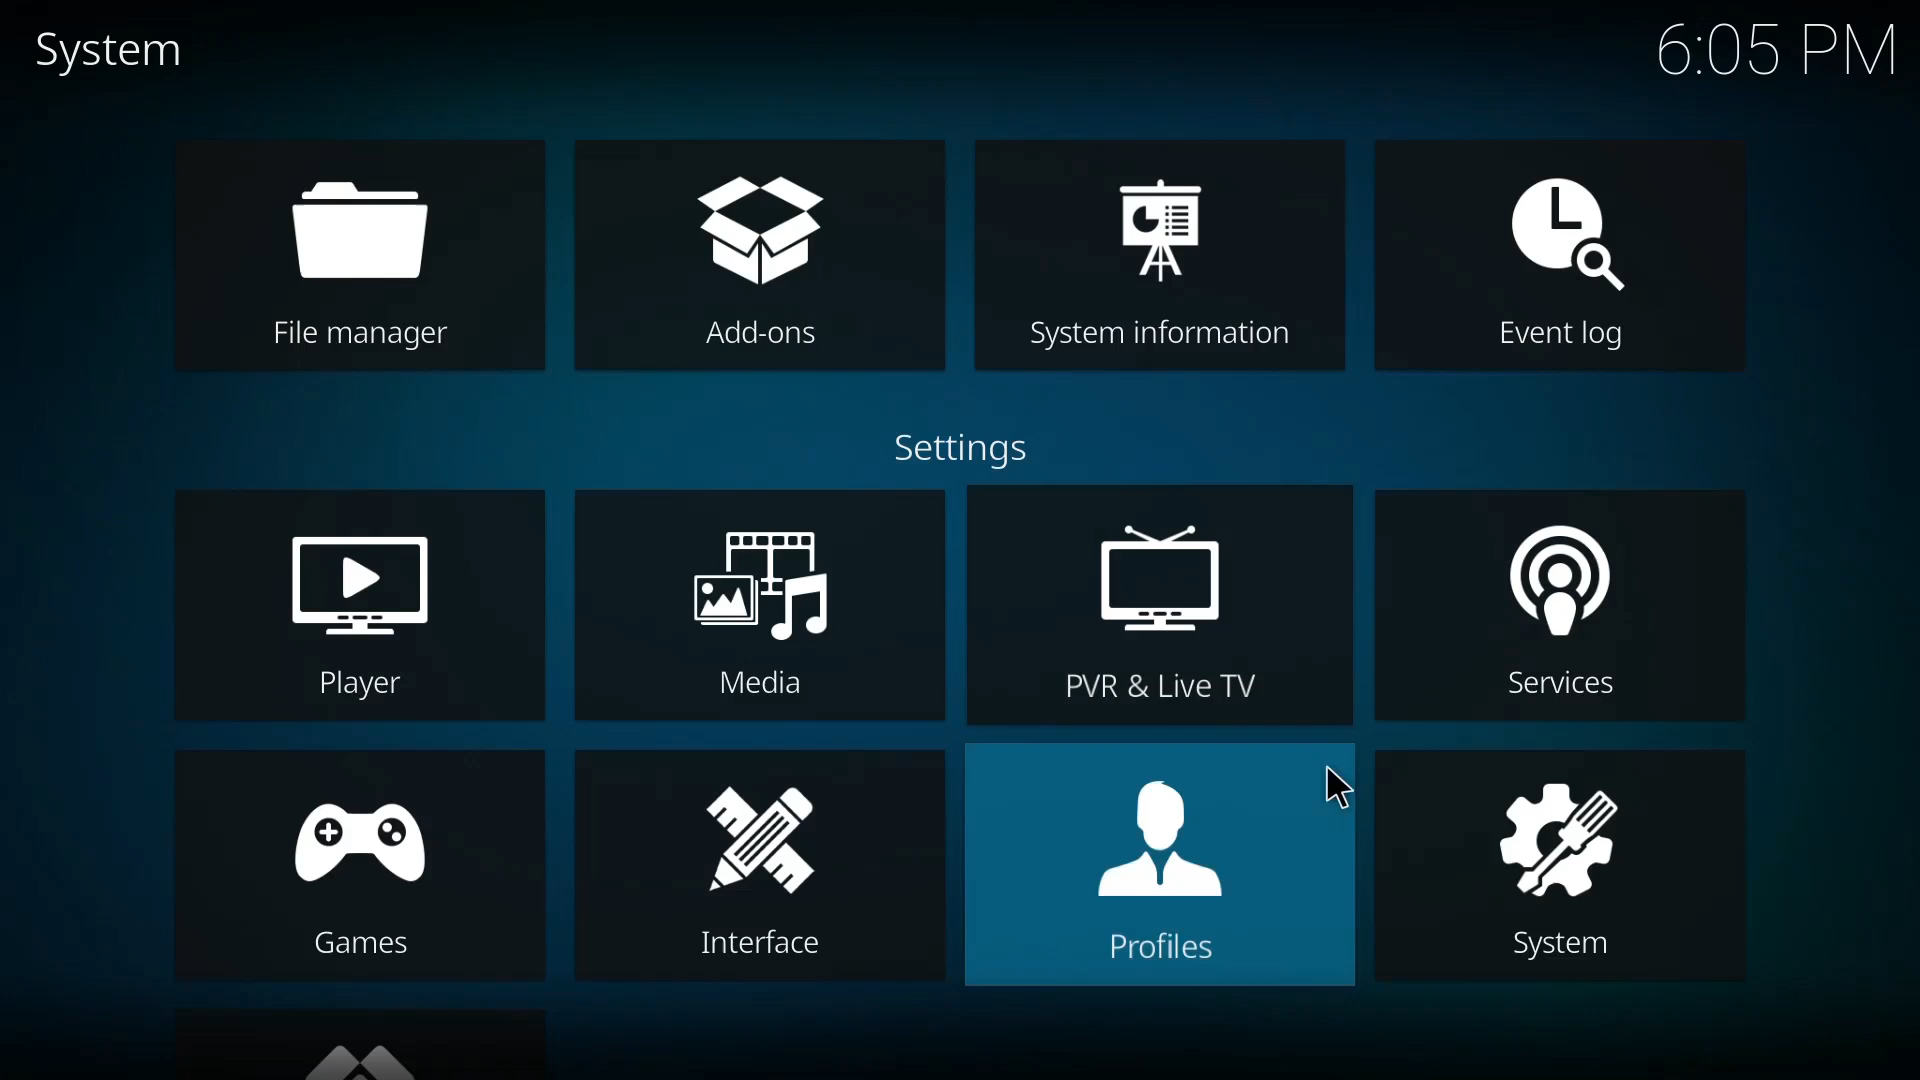 System
6:05 PM
File manager
Add-ons
System information
Event log
Settings
Player
Media
PVR & Live TV
Services
Games
Interface
Profiles
System